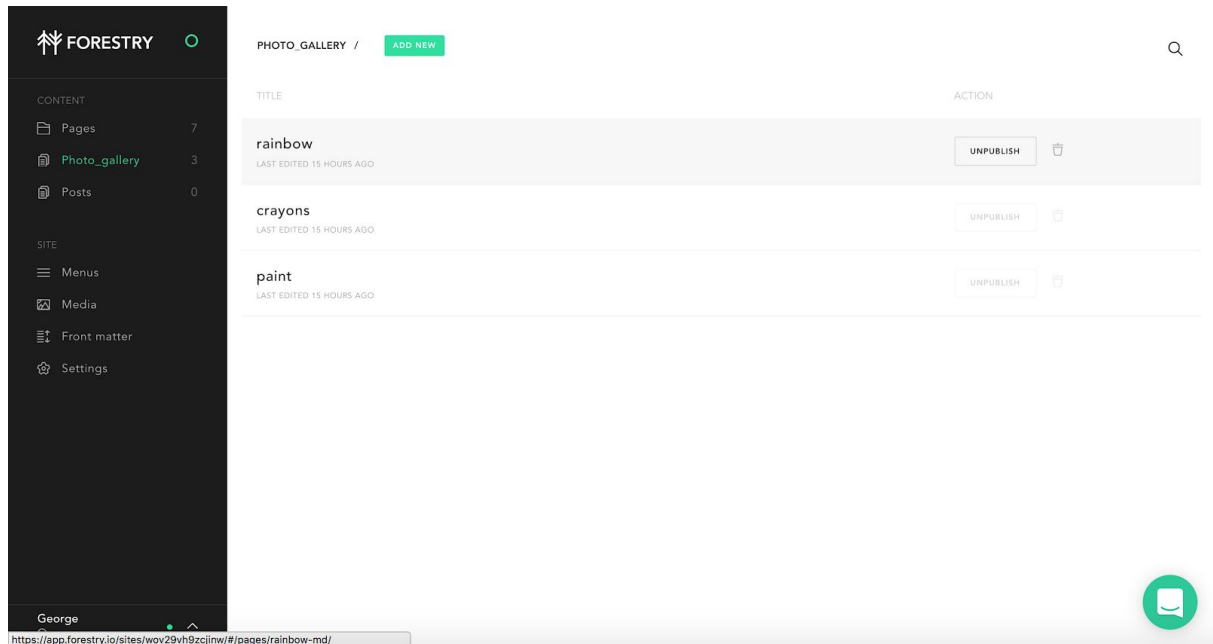 FORESTRY
CONTENT
Pages 7
Photo_gallery 3
Posts 0
SITE
Menus
Media
Front matter
Settings
George
PHOTO_GALLERY / ADD NEW
TITLE ACTION
rainbow
LAST EDITED 15 HOURS AGO
UNPUBLISH
crayons
LAST EDITED 15 HOURS AGO
UNPUBLISH
paint
LAST EDITED 15 HOURS AGO
UNPUBLISH
https://app.forestry.io/sites/wov29vh9zcjinw/#/pages/rainbow-md/